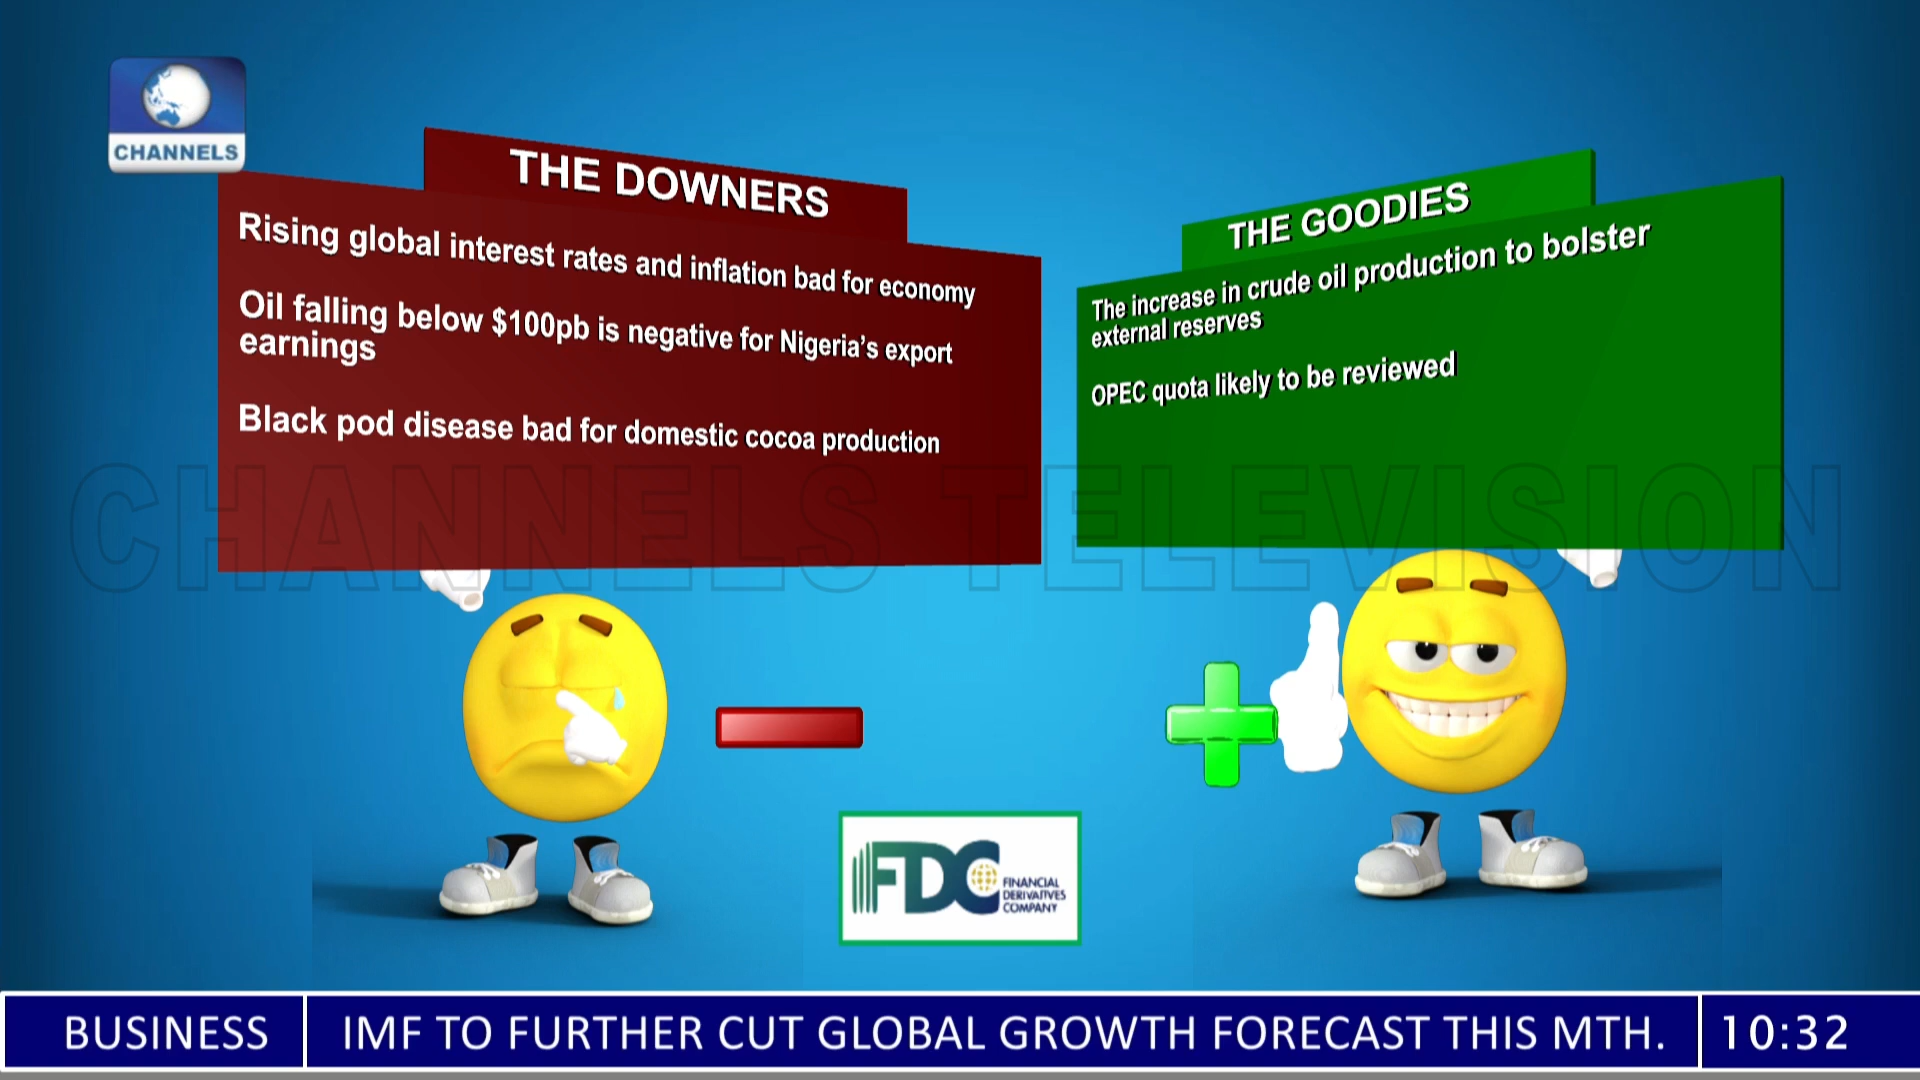 CHANNELS
THE DOWNERS
Rising global interest rates and inflation bad for economy
Oil falling below $100pb is negative for Nigeria's export
earnings
Black pod disease bad for domestic cocoa production
THE GOODIES
The increase in crude oil production to bolster
external reserves
OPEC quota likely to be reviewed
CHANNELS TELEVISION
FDC
FINANCIAL
DERIVATIVES
COMPANY
BUSINESS
IMF TO FURTHER CUT GLOBAL GROWTH FORECAST THIS MTH.
10:32